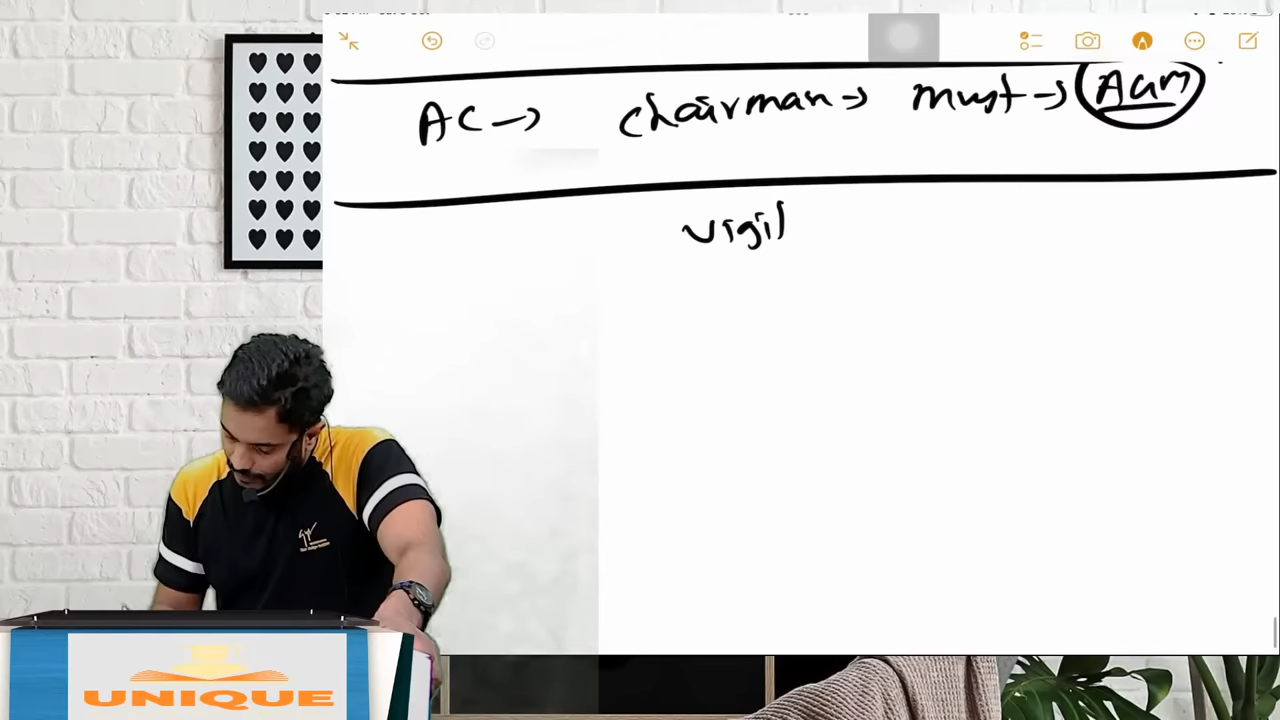 AC → chairman → must → AGM
vigil
UNIQUE